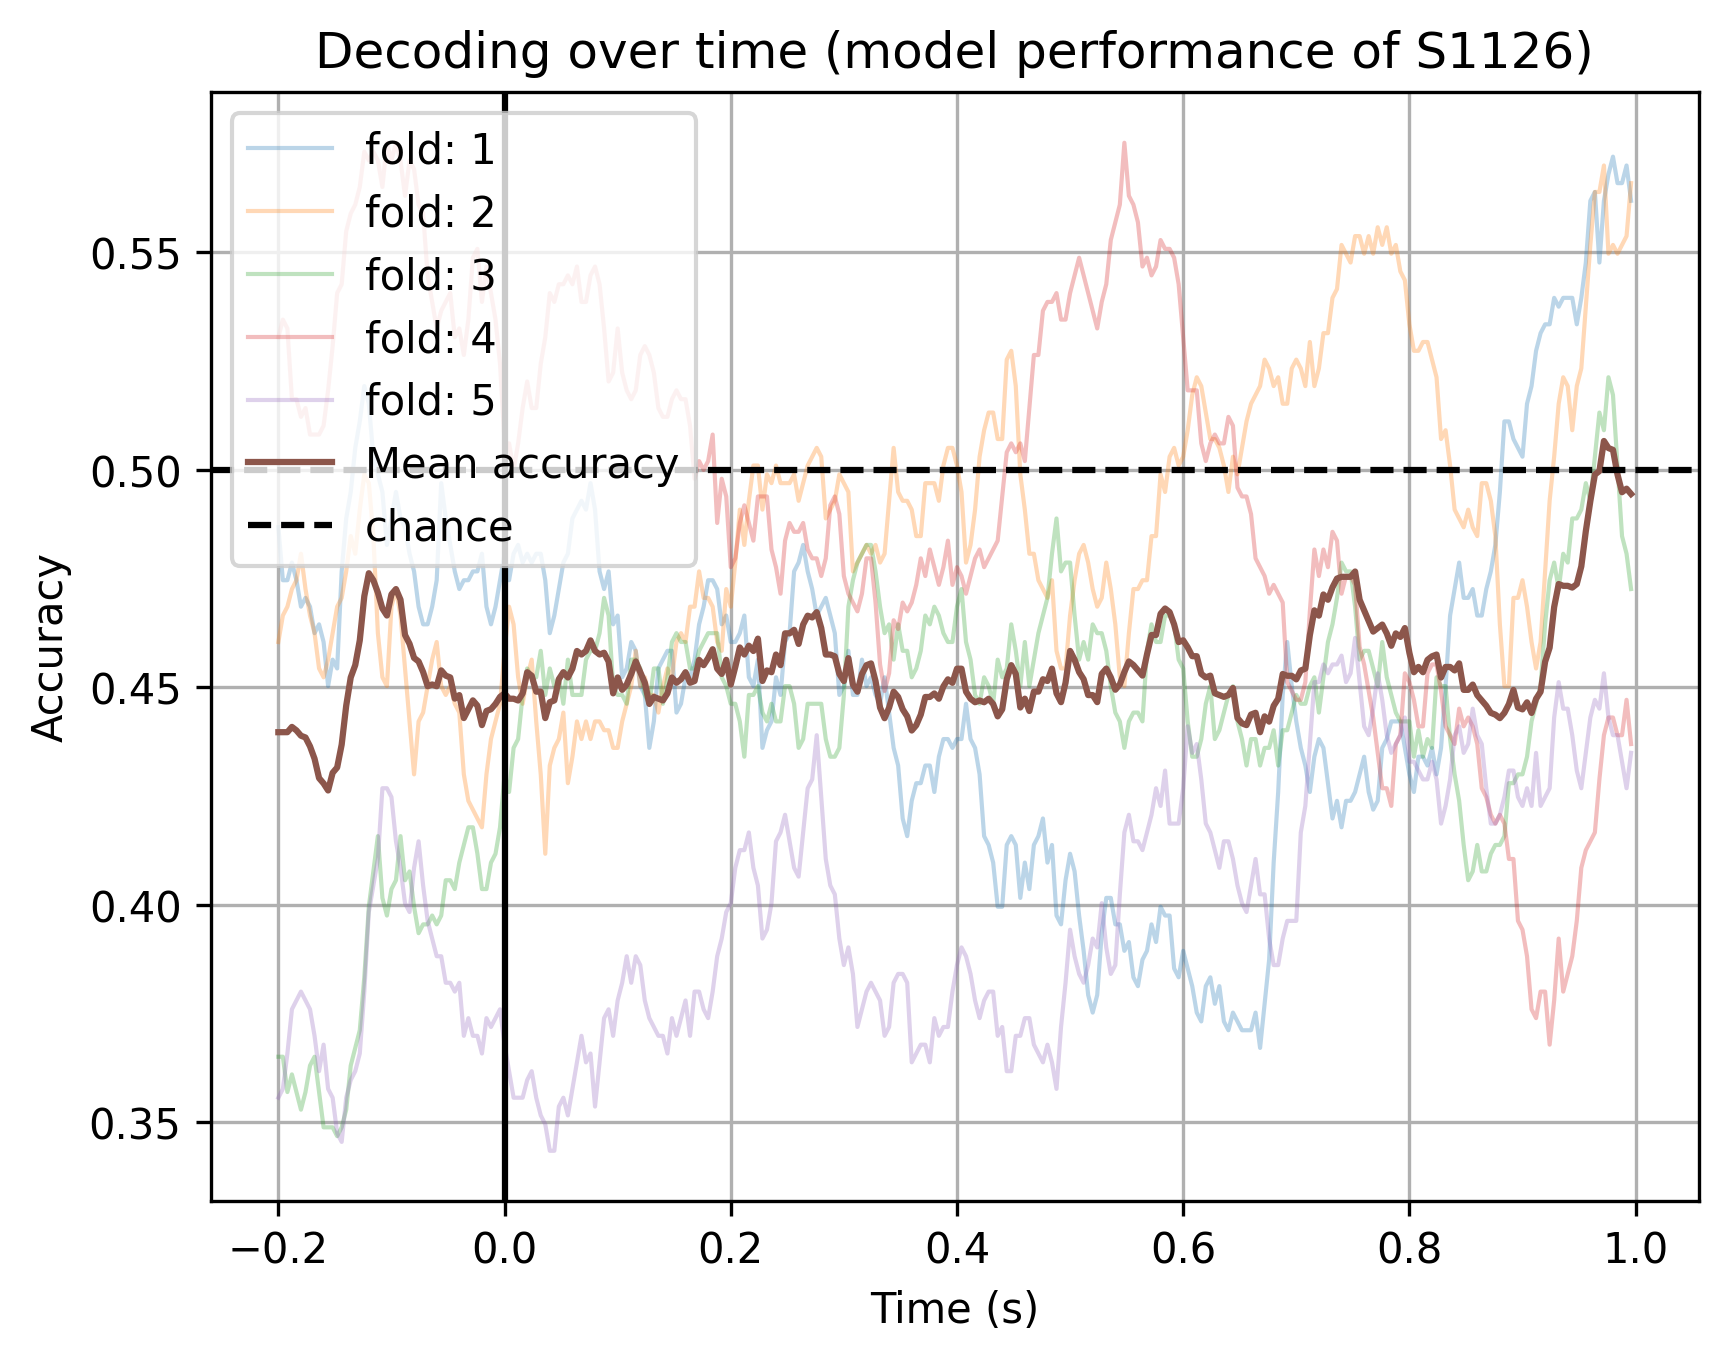 Decoding over time (model performance of S1126)
fold: 1
fold: 2
fold: 3
fold: 4
fold: 5
Mean accuracy
chance
Accuracy
0.55
0.50
0.45
0.40
0.35
−0.2
0.0
0.2
0.4
0.6
0.8
1.0
Time (s)